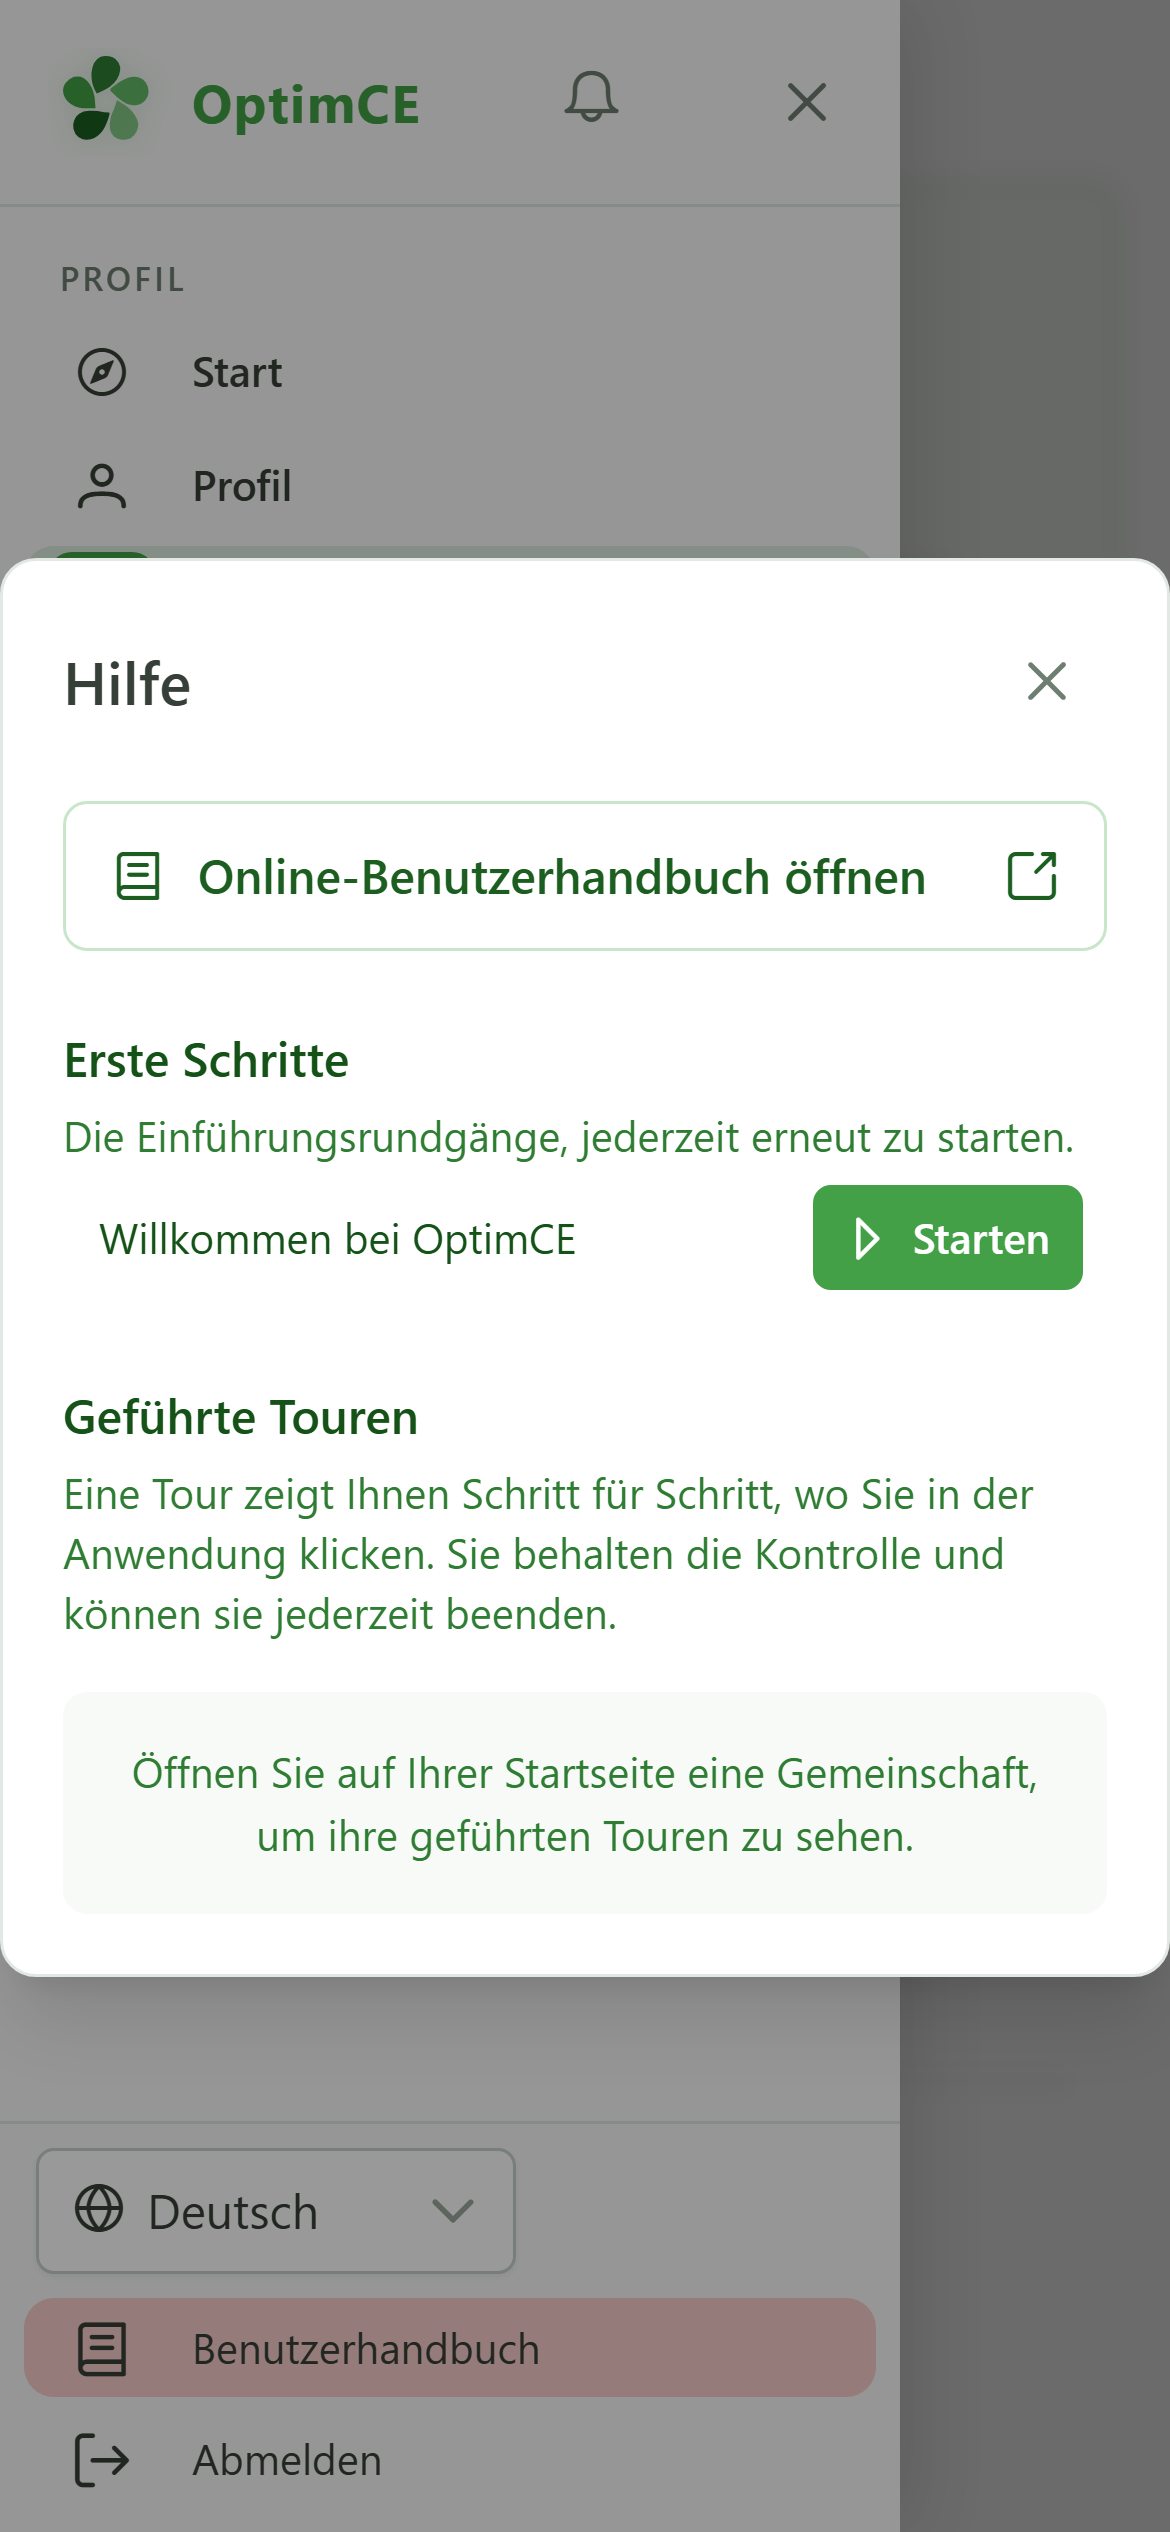 OptimCE
PROFIL
Start
Profil
Hilfe
Online-Benutzerhandbuch öffnen
Erste Schritte
Die Einführungsrundgänge, jederzeit erneut zu starten.
Willkommen bei OptimCE
Starten
Geführte Touren
Eine Tour zeigt Ihnen Schritt für Schritt, wo Sie in der
Anwendung klicken. Sie behalten die Kontrolle und
können sie jederzeit beenden.
Öffnen Sie auf Ihrer Startseite eine Gemeinschaft,
um ihre geführten Touren zu sehen.
Deutsch
Benutzerhandbuch
Abmelden